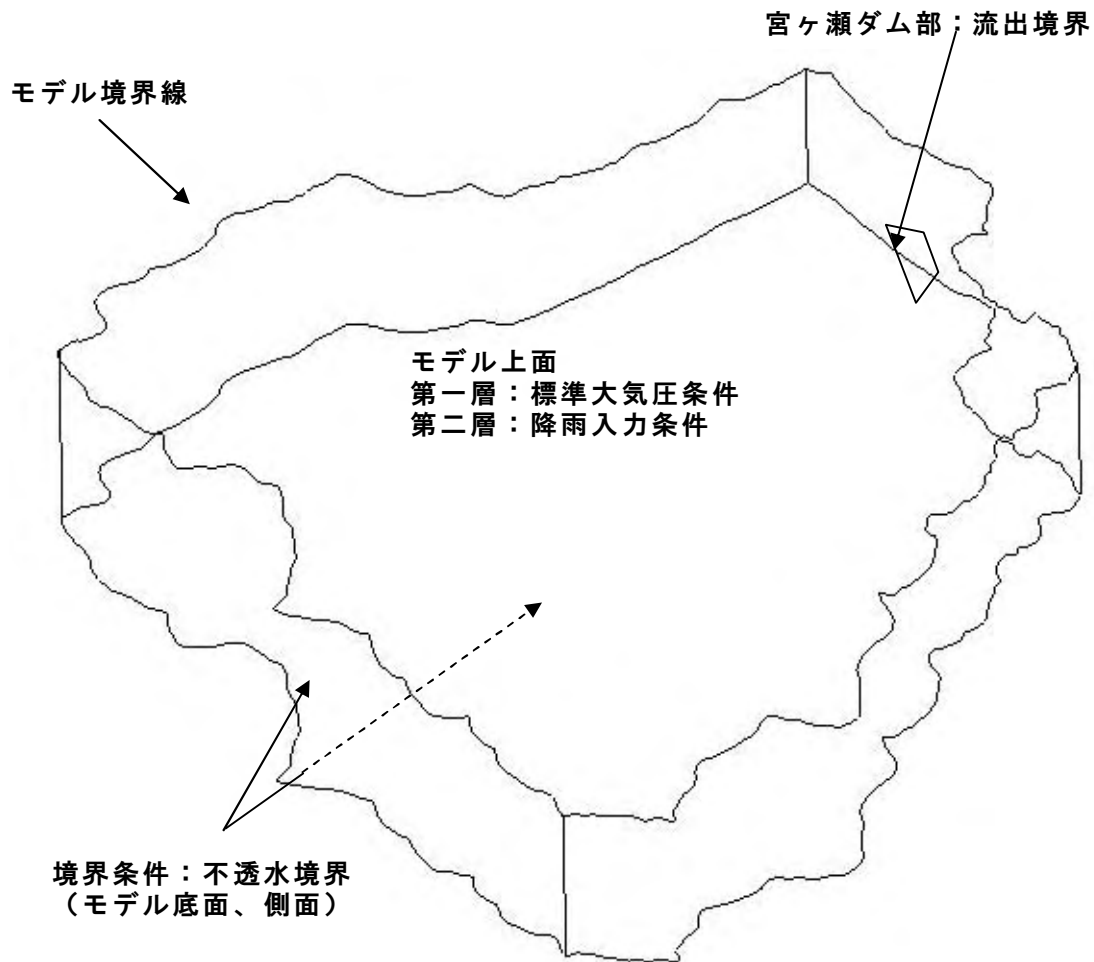 宮ヶ瀬ダム部：流出境界
モデル境界線
モデル上面
第一層：標準大気圧条件
第二層：降雨入力条件
境界条件：不透水境界
（モデル底面、側面）